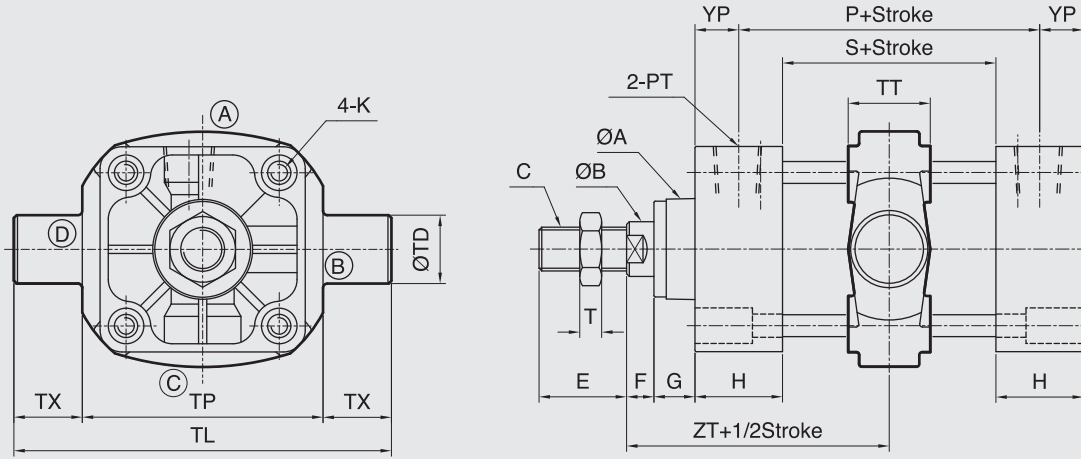 4-K
A
D
B
C
ØTD
TX
TP
TX
TL
YP
P+Stroke
YP
S+Stroke
TT
2-PT
ØA
C
ØB
T
E
F
G
H
H
ZT+1/2Stroke